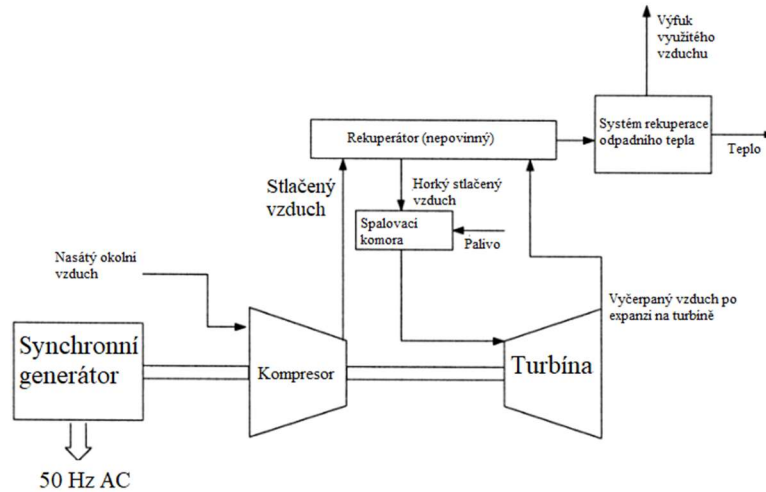 Výfuk
využitého
vzduchu
Systém rekuperace
odpadního tepla
Teplo
Rekuperátor (nepovinný)
Stlačený
vzduch
Horký stlačený
vzduch
Spalovací
komora
Palivo
Nasátý okolní
vzduch
Vyčerpaný vzduch po
expanzi na turbíně
Synchronní
generátor
Kompresor
Turbína
50 Hz AC